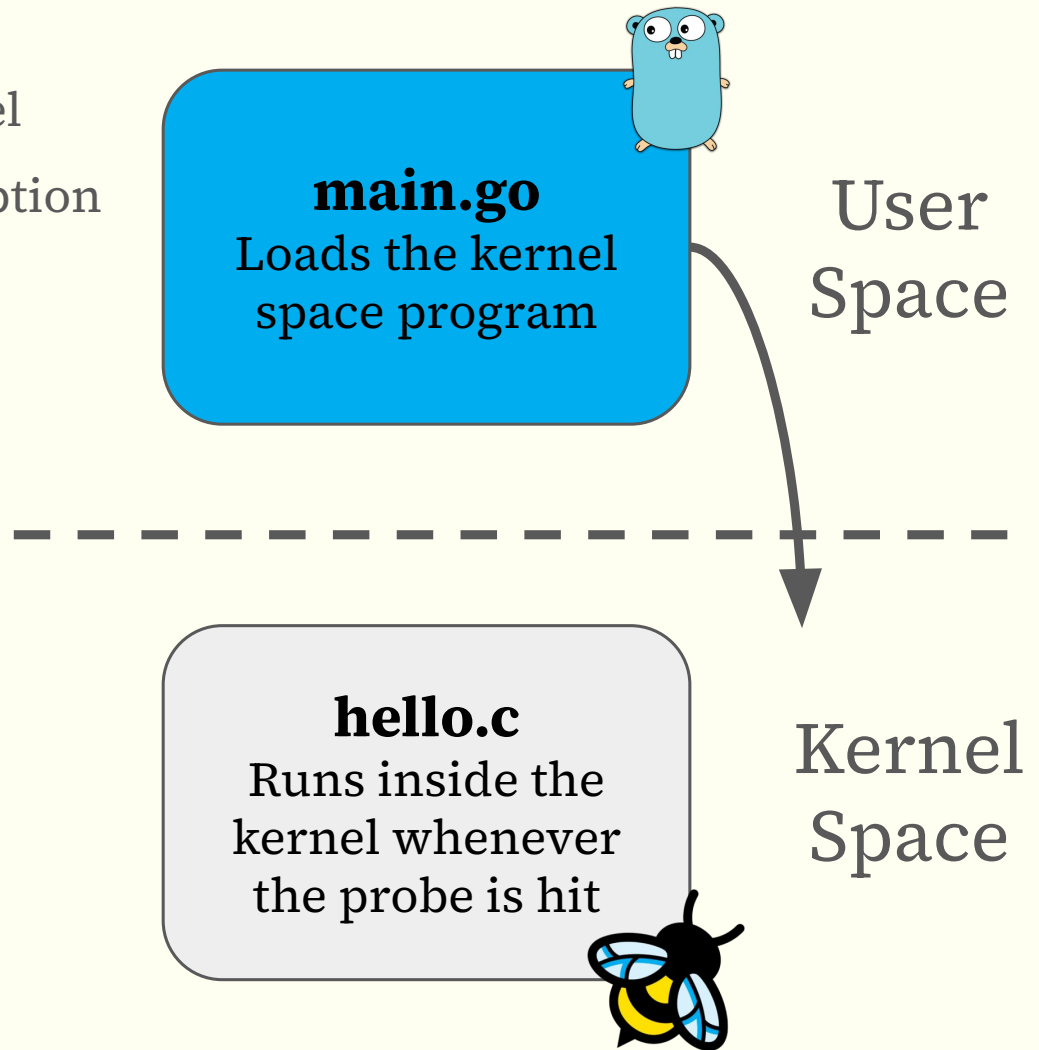 main.go
Loads the kernel
space program
User
Space
hello.c
Runs inside the
kernel whenever
the probe is hit
Kernel
Space